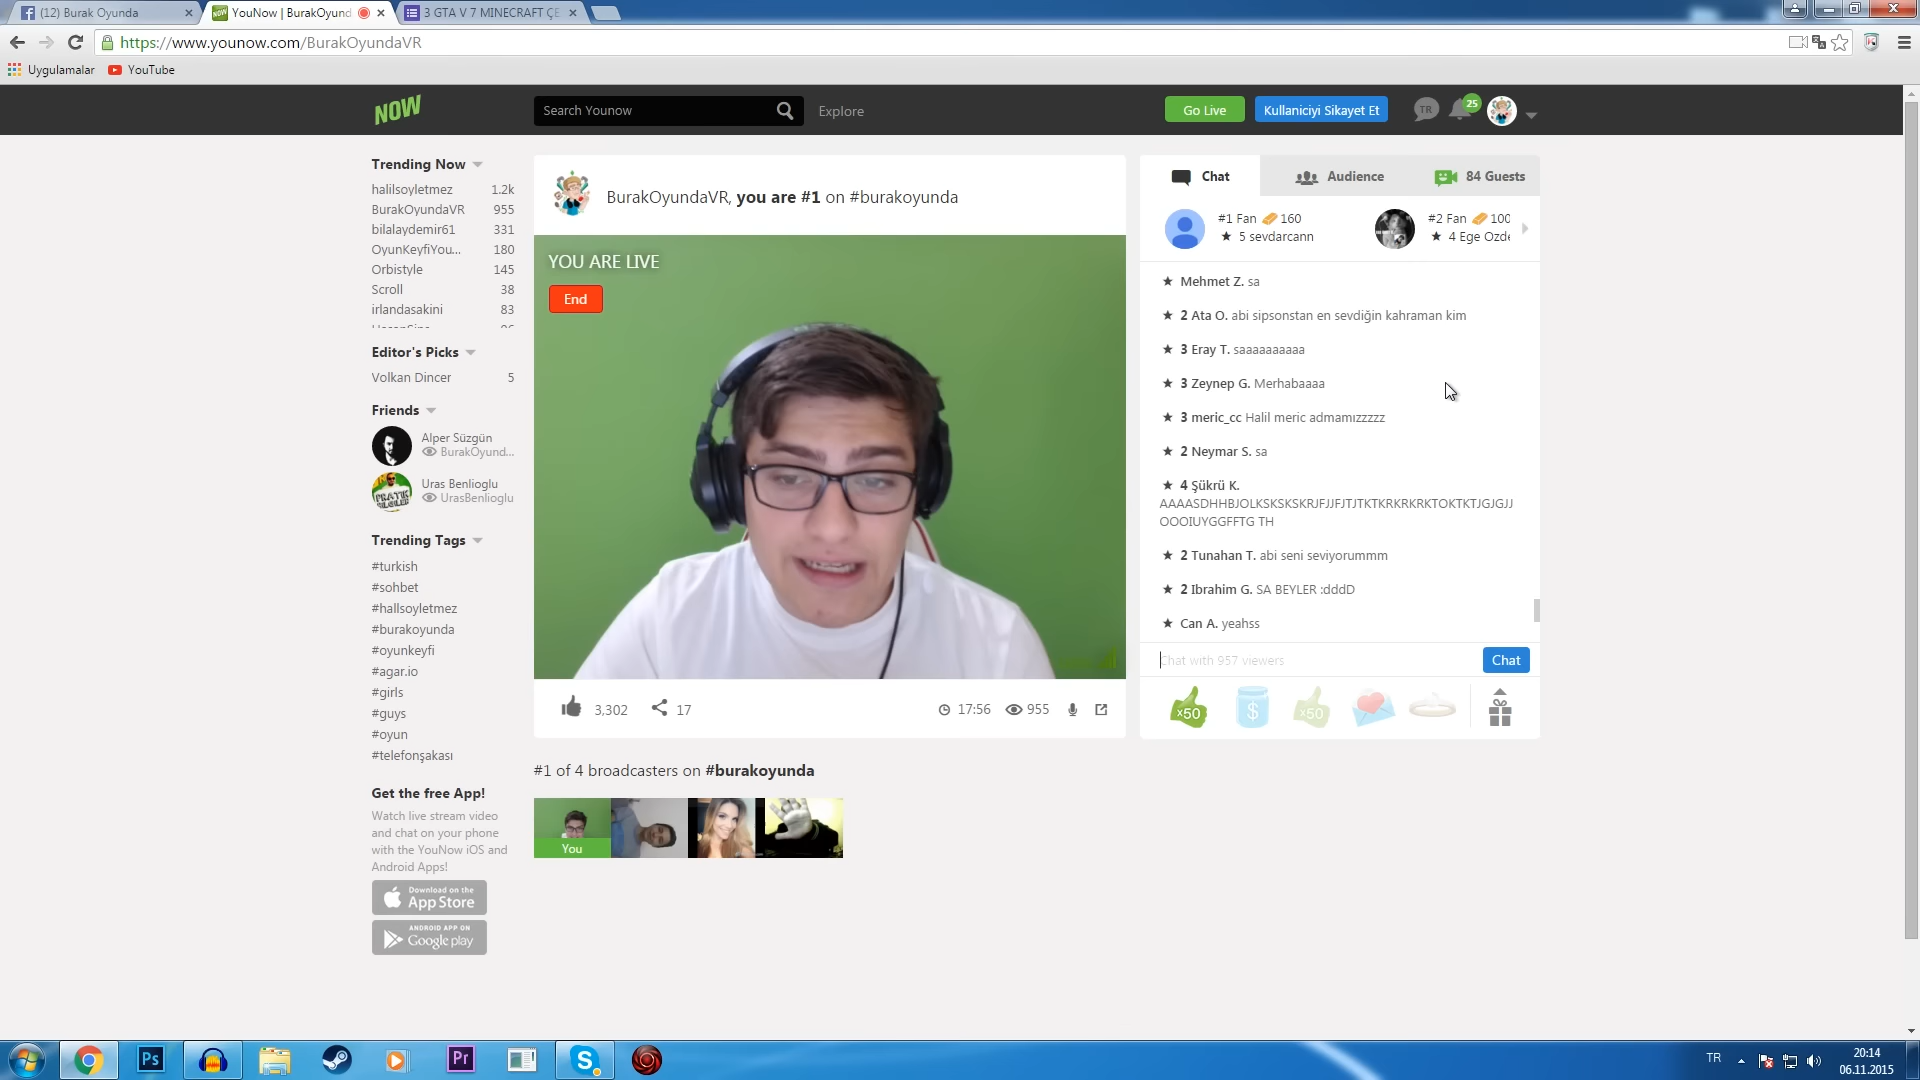 (12) Burak Oyunda
YouNow | BurakOyund
3 GTA V 7 MINECRAFT ÇE
https://www.younow.com/BurakOyundaVR
Uygulamalar
YouTube
NOW
Search Younow
Explore
Go Live
Kullaniciyi Sikayet Et
TR
25
Trending Now
halilsoyletmez 1.2k
BurakOyundaVR 955
bilalaydemir61 331
OyunKeyfiYou... 180
Orbistyle 145
Scroll 38
irlandasakini 83
Editor's Picks
Volkan Dincer 5
Friends
Alper Süzgün
BurakOyund...
Uras Benlioglu
UrasBenlioglu
Trending Tags
#turkish
#sohbet
#hallsoyletmez
#burakoyunda
#oyunkeyfi
#agar.io
#girls
#guys
#oyun
#telefonşakası
Get the free App!
Watch live stream video
and chat on your phone
with the YouNow iOS and
Android Apps!
Download on the
App Store
ANDROID APP ON
Google play
BurakOyundaVR, you are #1 on #burakoyunda
YOU ARE LIVE
End
3,302
17
17:56
955
#1 of 4 broadcasters on #burakoyunda
You
Chat
Audience
84 Guests
#1 Fan 160
★ 5 sevdarcann
#2 Fan 100
★ 4 Ege Ozde
★ Mehmet Z. sa
★ 2 Ata O. abi sipsonstan en sevdiğin kahraman kim
★ 3 Eray T. saaaaaaaaaa
★ 3 Zeynep G. Merhabaaaa
★ 3 meric_cc Halil meric admamızzzzz
★ 2 Neymar S. sa
★ 4 Şükrü K.
AAAASDHHBJOLKSKSKSKRJFJJFJTJTKTKRKRKRKTOKTKTJGJGJJ
OOOIUYGGFFTG TH
★ 2 Tunahan T. abi seni seviyorummm
★ 2 Ibrahim G. SA BEYLER :dddD
★ Can A. yeahss
Chat with 957 viewers
Chat
x50
$
x50
Ps
Pr
TR
20:14
06.11.2015